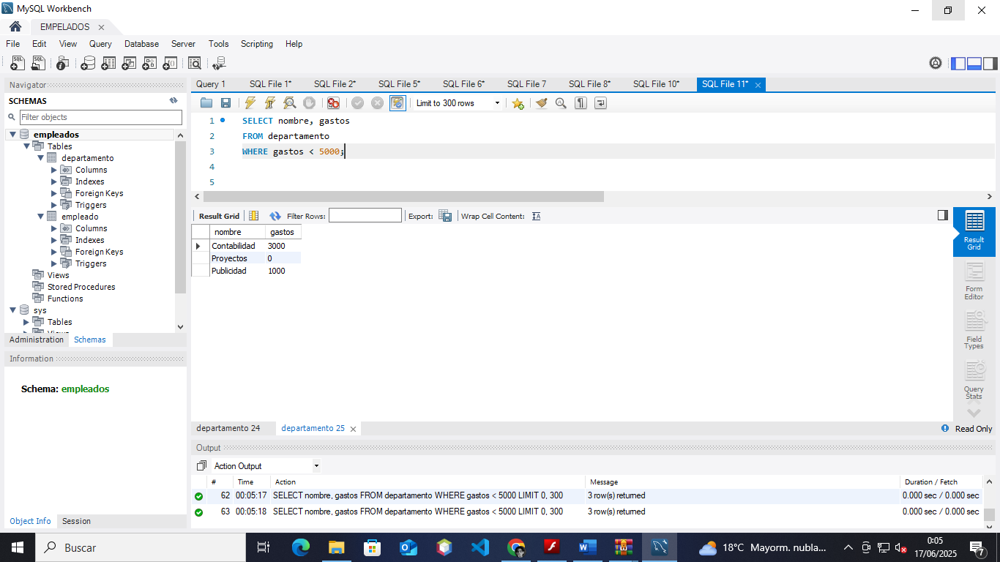 MySQL Workbench
EMPELADOS
File Edit View Query Database Server Tools Scripting Help
Navigator
SCHEMAS
Filter objects
empleados
Tables
departamento
Columns
Indexes
Foreign Keys
Triggers
empleado
Columns
Indexes
Foreign Keys
Triggers
Views
Stored Procedures
Functions
sys
Tables
Administration Schemas
Information
Schema: empleados
Object Info Session
Query 1 SQL File 1* SQL File 2* SQL File 5* SQL File 6* SQL File 7 SQL File 8* SQL File 10* SQL File 11*
Limit to 300 rows
1 SELECT nombre, gastos
2 FROM departamento
3 WHERE gastos < 5000;
4
5
Result Grid Filter Rows: Export: Wrap Cell Content:
nombre gastos
Contabilidad 3000
Proyectos 0
Publicidad 1000
Result Grid
Form Editor
Field Types
Query Stats
departamento 24 departamento 25
Read Only
Output
Action Output
# Time Action Message Duration / Fetch
62 00:05:17 SELECT nombre, gastos FROM departamento WHERE gastos < 5000 LIMIT 0, 300 3 row(s) returned 0.000 sec / 0.000 sec
63 00:05:18 SELECT nombre, gastos FROM departamento WHERE gastos < 5000 LIMIT 0, 300 3 row(s) returned 0.000 sec / 0.000 sec
Buscar
18°C Mayorm. nubla...
0:05
17/06/2025
7